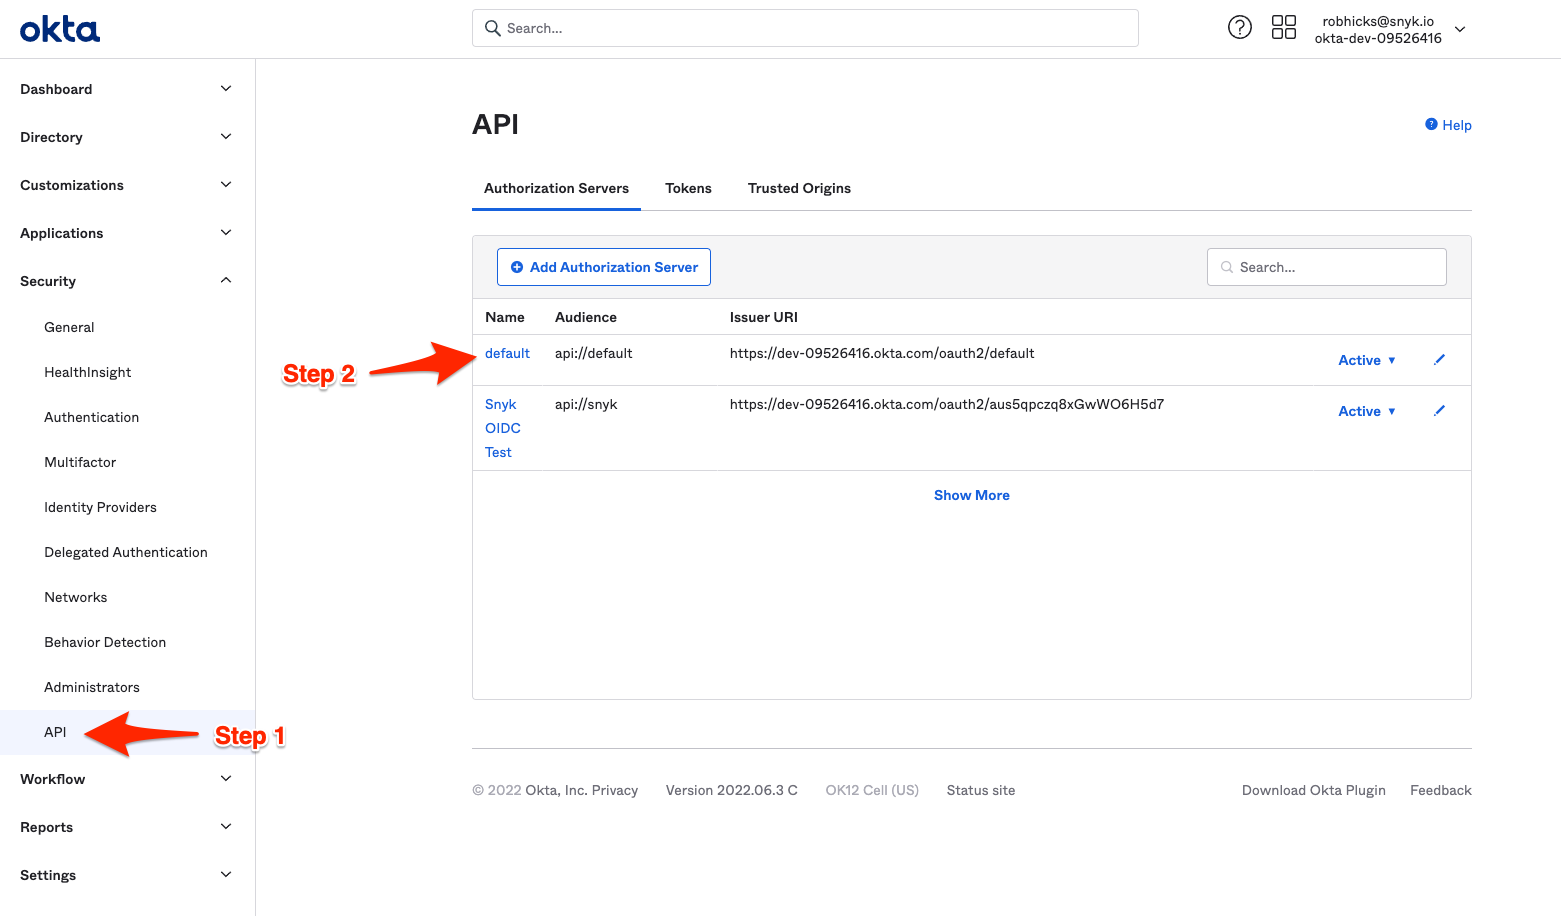 okta
Search...
robhicks@snyk.io
okta-dev-09526416
Dashboard
Directory
Customizations
Applications
Security
General
HealthInsight
Authentication
Multifactor
Identity Providers
Delegated Authentication
Networks
Behavior Detection
Administrators
API
Step 1
Workflow
Reports
Settings
API
Help
Authorization Servers Tokens Trusted Origins
Add Authorization Server
Search...
Name Audience Issuer URI
Step 2
default api://default https://dev-09526416.okta.com/oauth2/default Active
Snyk api://snyk https://dev-09526416.okta.com/oauth2/aus5qpczq8xGwWO6H5d7 Active
OIDC
Test
Show More
© 2022 Okta, Inc. Privacy Version 2022.06.3 C OK12 Cell (US) Status site Download Okta Plugin Feedback